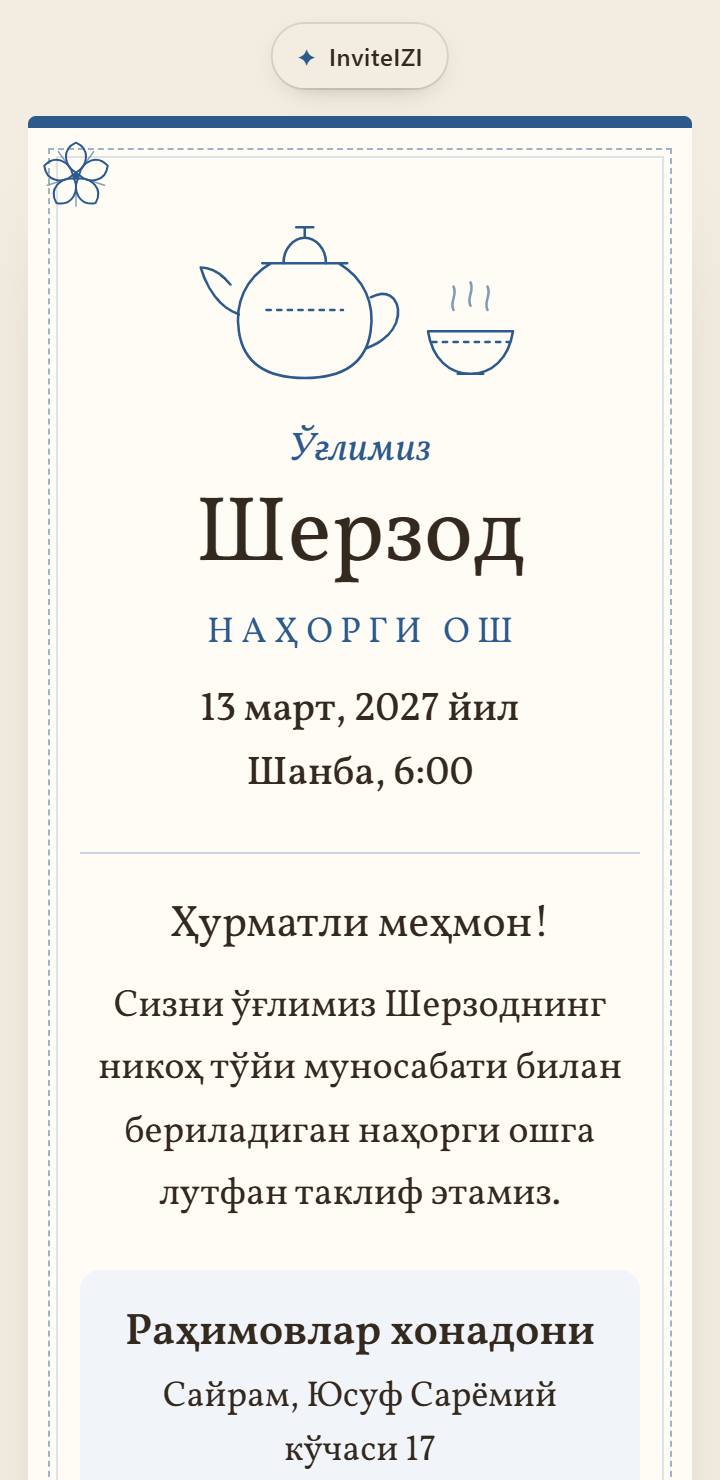 InviteIZI
Ўғлимиз
Шерзод
НАҲОРГИ ОШ
13 март, 2027 йил
Шанба, 6:00
Ҳурматли меҳмон!
Сизни ўғлимиз Шерзоднинг
никоҳ тўйи муносабати билан
бериладиган наҳорги ошга
лутфан таклиф этамиз.
Раҳимовлар хонадони
Сайрам, Юсуф Сарёмий
кўчаси 17